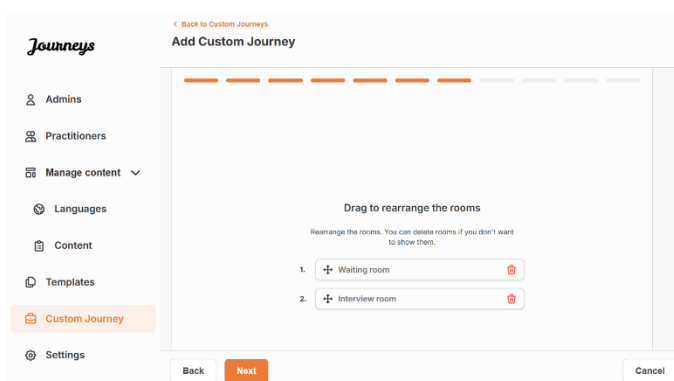 Journeys
Admins
Practitioners
Manage content
Languages
Content
Templates
Custom Journey
Settings
Back to Custom Journeys
Add Custom Journey
Drag to rearrange the rooms
Rearrange the rooms. You can delete rooms if you don't want
to show them.
1. Waiting room
2. Interview room
Back Next Cancel